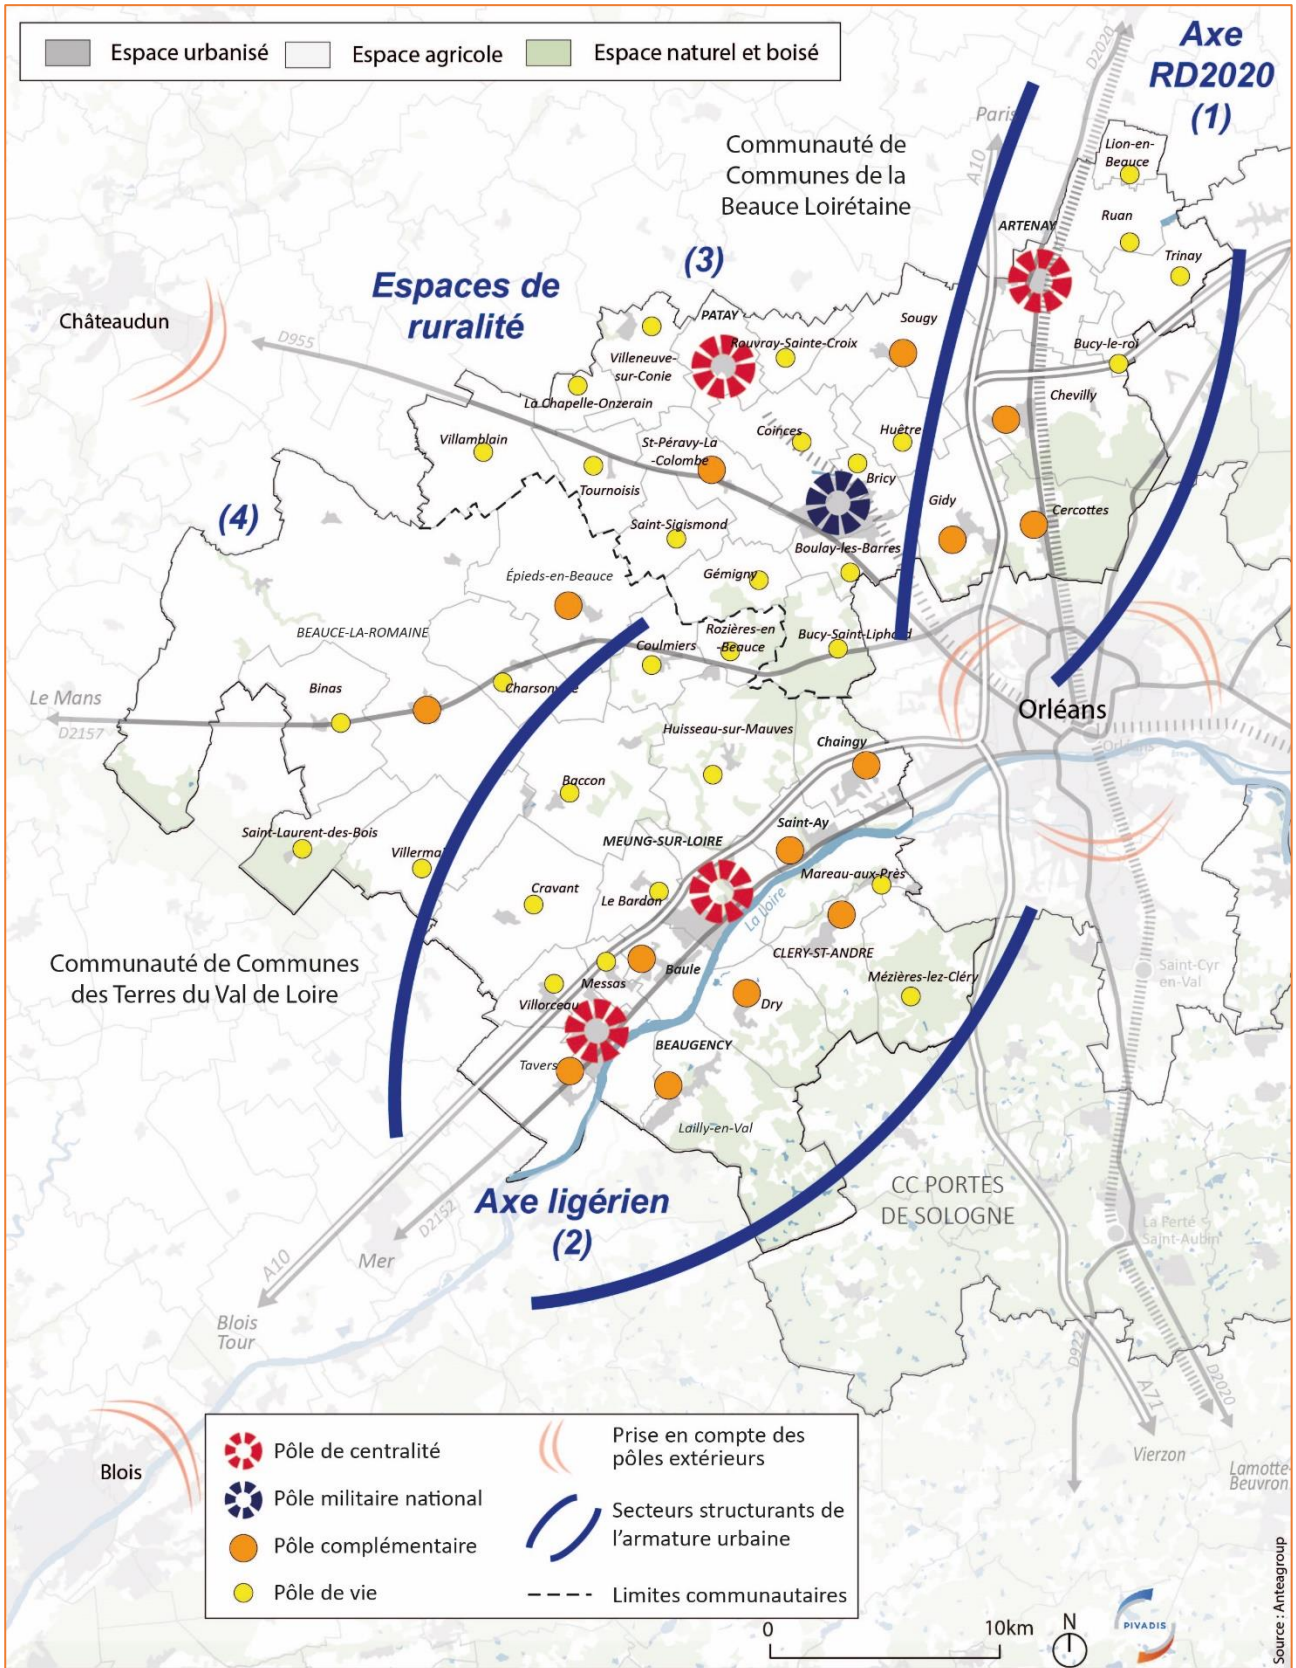 Espace urbanisé
Espace agricole
Espace naturel et boisé
Axe
RD2020
(1)
D2020
Paris
A10
Lion-en-
Beauce
Communauté de
Communes de la
Beauce Loirétaine
Ruan
ARTENAY
Trinay
(3)
Espaces de
ruralité
Châteaudun
D955
PATAY
Sougy
Rouvray-Sainte-Croix
Bucy-le-roi
Villeneuve-
sur-Conie
La Chapelle-Onzerain
Chevilly
Villamblain
St-Péravy-La
-Colombe
Coinces
Huêtre
Tournoisis
Bricy
Gidy
Cercottes
(4)
Saint-Sigismond
Boulay-les-Barres
Épieds-en-Beauce
Gémigny
BEAUCE-LA-ROMAINE
Rozières-en
-Beauce
Bucy-Saint-Liphard
Coulmiers
Le Mans
D2157
Binas
Charsonville
Orléans
Orléans
Huisseau-sur-Mauves
Chaingy
Baccon
Saint-Laurent-des-Bois
Villermain
MEUNG-SUR-LOIRE
Saint-Ay
Mareau-aux-Près
Cravant
Le Bardon
La Loire
Communauté de Communes
des Terres du Val de Loire
CLERY-ST-ANDRE
Saint-Cyr
en-Val
Baule
Messas
Villorceau
Dry
Mézières-lez-Cléry
BEAUGENCY
Tavers
Lailly-en-Val
Axe ligérien
(2)
CC PORTES
DE SOLOGNE
La Ferté
Saint-Aubin
D2152
Mer
A10
Blois
Tour
D922
A71
D2020
Vierzon
Lamotte-
Beuvron
Blois
Pôle de centralité
Pôle militaire national
Pôle complémentaire
Pôle de vie
Prise en compte des
pôles extérieurs
Secteurs structurants de
l'armature urbaine
Limites communautaires
0
10km
N
PIVADIS
Source : Anteagroup